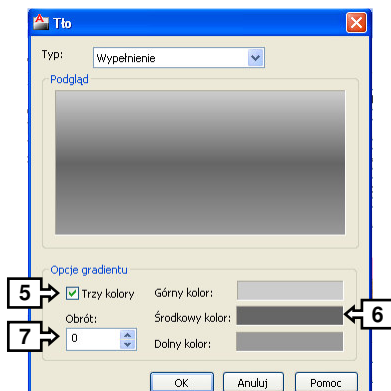 Tło
Typ: Wypełnienie
Podgląd
Opcje gradientu
5 Trzy kolory Górny kolor:
Obrót: Środkowy kolor: 6
7 0 Dolny kolor:
OK Anuluj Pomoc